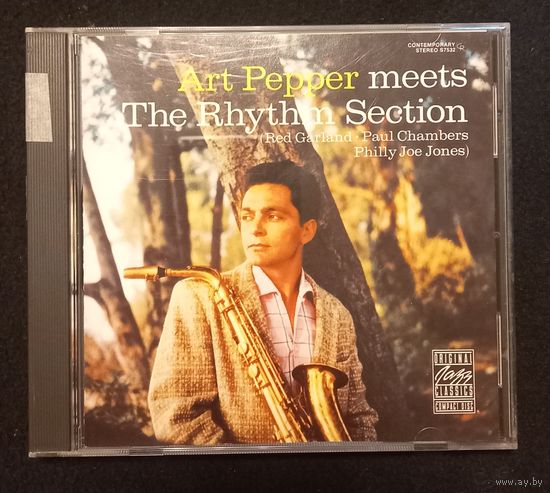 CONTEMPORARY
STEREO S7532
Art Pepper meets
The Rhythm Section
(Red Garland · Paul Chambers
Philly Joe Jones)
ORIGINAL
Jazz
CLASSICS
COMPACT DISC
www.ay.by